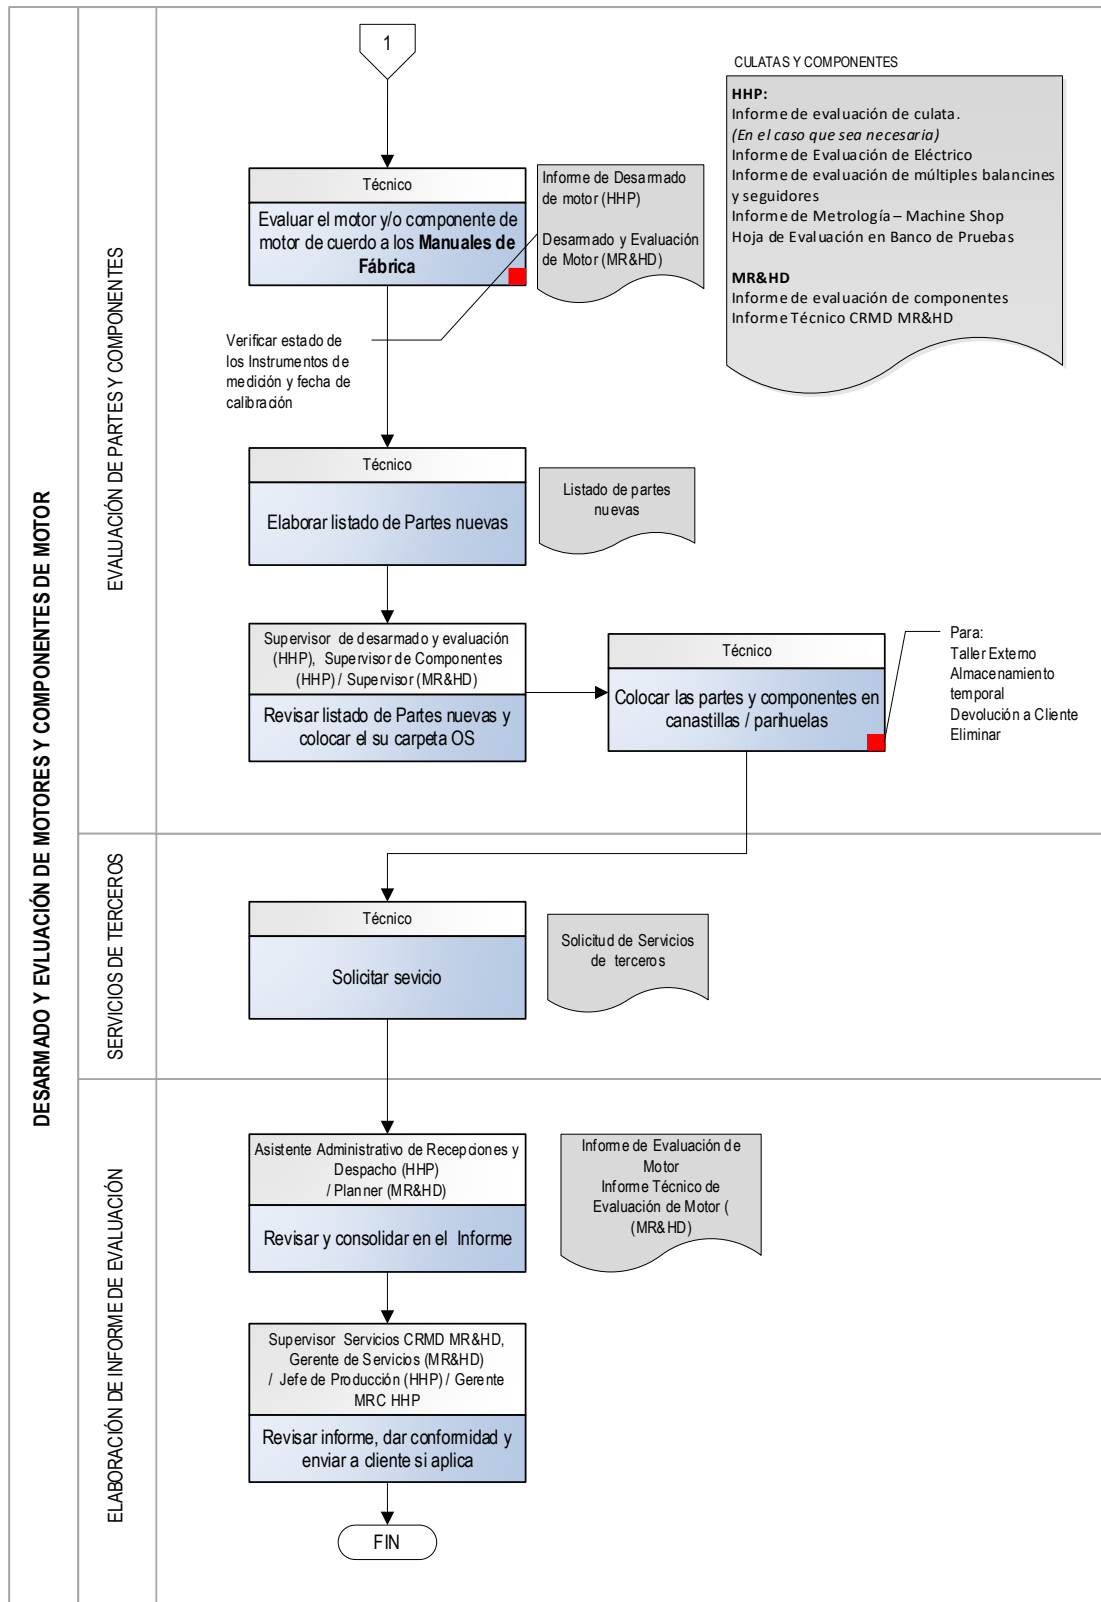 DESARMADO Y EVLUACIÓN DE MOTORES Y COMPONENTES DE MOTOR
EVALUACIÓN DE PARTES Y COMPONENTES
1
CULATAS Y COMPONENTES
HHP:
Informe de evaluación de culata.
(En el caso que sea necesaria)
Informe de Evaluación de Eléctrico
Informe de evaluación de múltiples balancines
y seguidores
Informe de Metrología – Machine Shop
Hoja de Evaluación en Banco de Pruebas
MR&HD
Informe de evaluación de componentes
Informe Técnico CRMD MR&HD
Técnico
Evaluar el motor y/o componente de
motor de cuerdo a los Manuales de
Fábrica
Informe de Desarmado
de motor (HHP)
Desarmado y Evaluación
de Motor (MR&HD)
Verificar estado de
los Instrumentos de
medición y fecha de
calibración
Técnico
Elaborar listado de Partes nuevas
Listado de partes
nuevas
Supervisor de desarmado y evaluación
(HHP), Supervisor de Componentes
(HHP) / Supervisor (MR&HD)
Revisar listado de Partes nuevas y
colocar el su carpeta OS
Técnico
Colocar las partes y componentes en
canastillas / parihuelas
Para:
Taller Externo
Almacenamiento
temporal
Devolución a Cliente
Eliminar
SERVICIOS DE TERCEROS
Técnico
Solicitar sevicio
Solicitud de Servicios
de terceros
ELABORACIÓN DE INFORME DE EVALUACIÓN
Asistente Administrativo de Recepciones y
Despacho (HHP)
/ Planner (MR&HD)
Revisar y consolidar en el Informe
Informe de Evaluación de
Motor
Informe Técnico de
Evaluación de Motor (
(MR&HD)
Supervisor Servicios CRMD MR&HD,
Gerente de Servicios (MR&HD)
/ Jefe de Producción (HHP) / Gerente
MRC HHP
Revisar informe, dar conformidad y
enviar a cliente si aplica
FIN